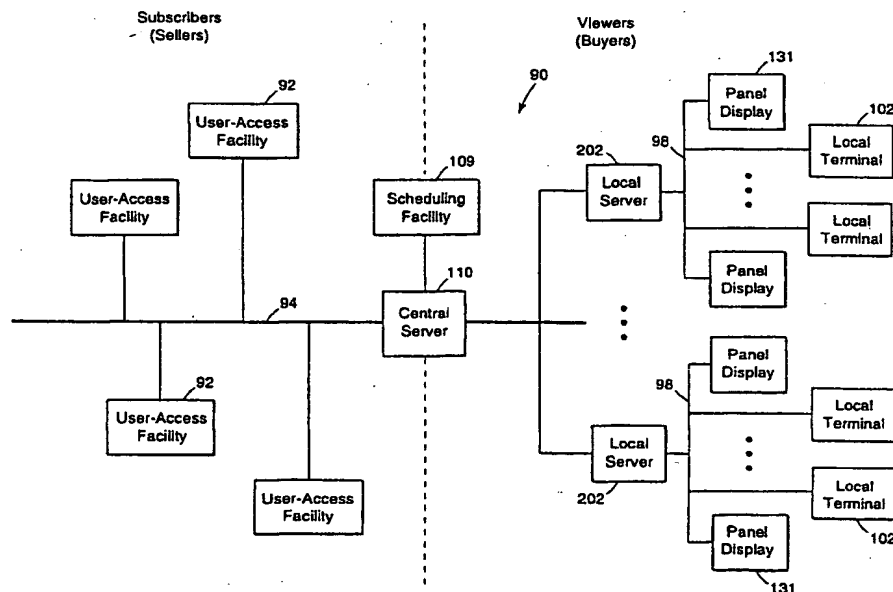 Subscribers
(Sellers)
Viewers
(Buyers)
90
92
User-Access
Facility
User-Access
Facility
109
Scheduling
Facility
94
110
Central
Server
92
User-Access
Facility
User-Access
Facility
131
Panel
Display
102
Local
Terminal
98
202
Local
Server
Local
Terminal
Panel
Display
Panel
Display
98
Local
Terminal
Local
Server
202
Local
Terminal
102
Panel
Display
131